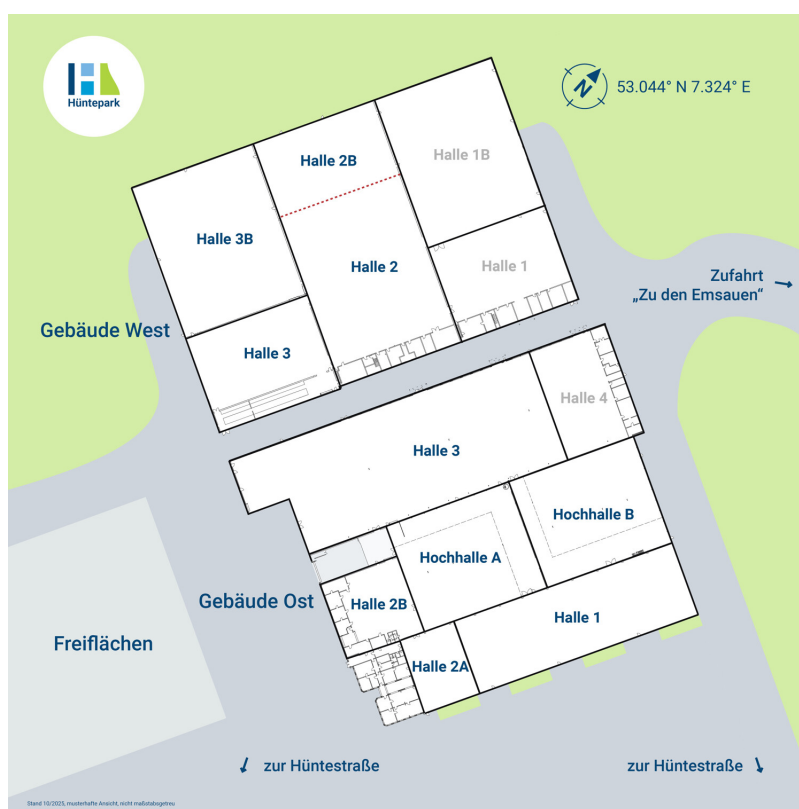 Hüntepark
N
53.044° N 7.324° E
Halle 1B
Halle 2B
Halle 3B
Halle 2
Halle 1
Zufahrt
„Zu den Emsauen“
Gebäude West
Halle 3
Halle 4
Halle 3
Hochhalle B
Hochhalle A
Gebäude Ost
Halle 2B
Halle 1
Freiflächen
Halle 2A
zur Hüntestraße
zur Hüntestraße
Stand 10/2025, musterhafte Ansicht, nicht maßstabsgetreu